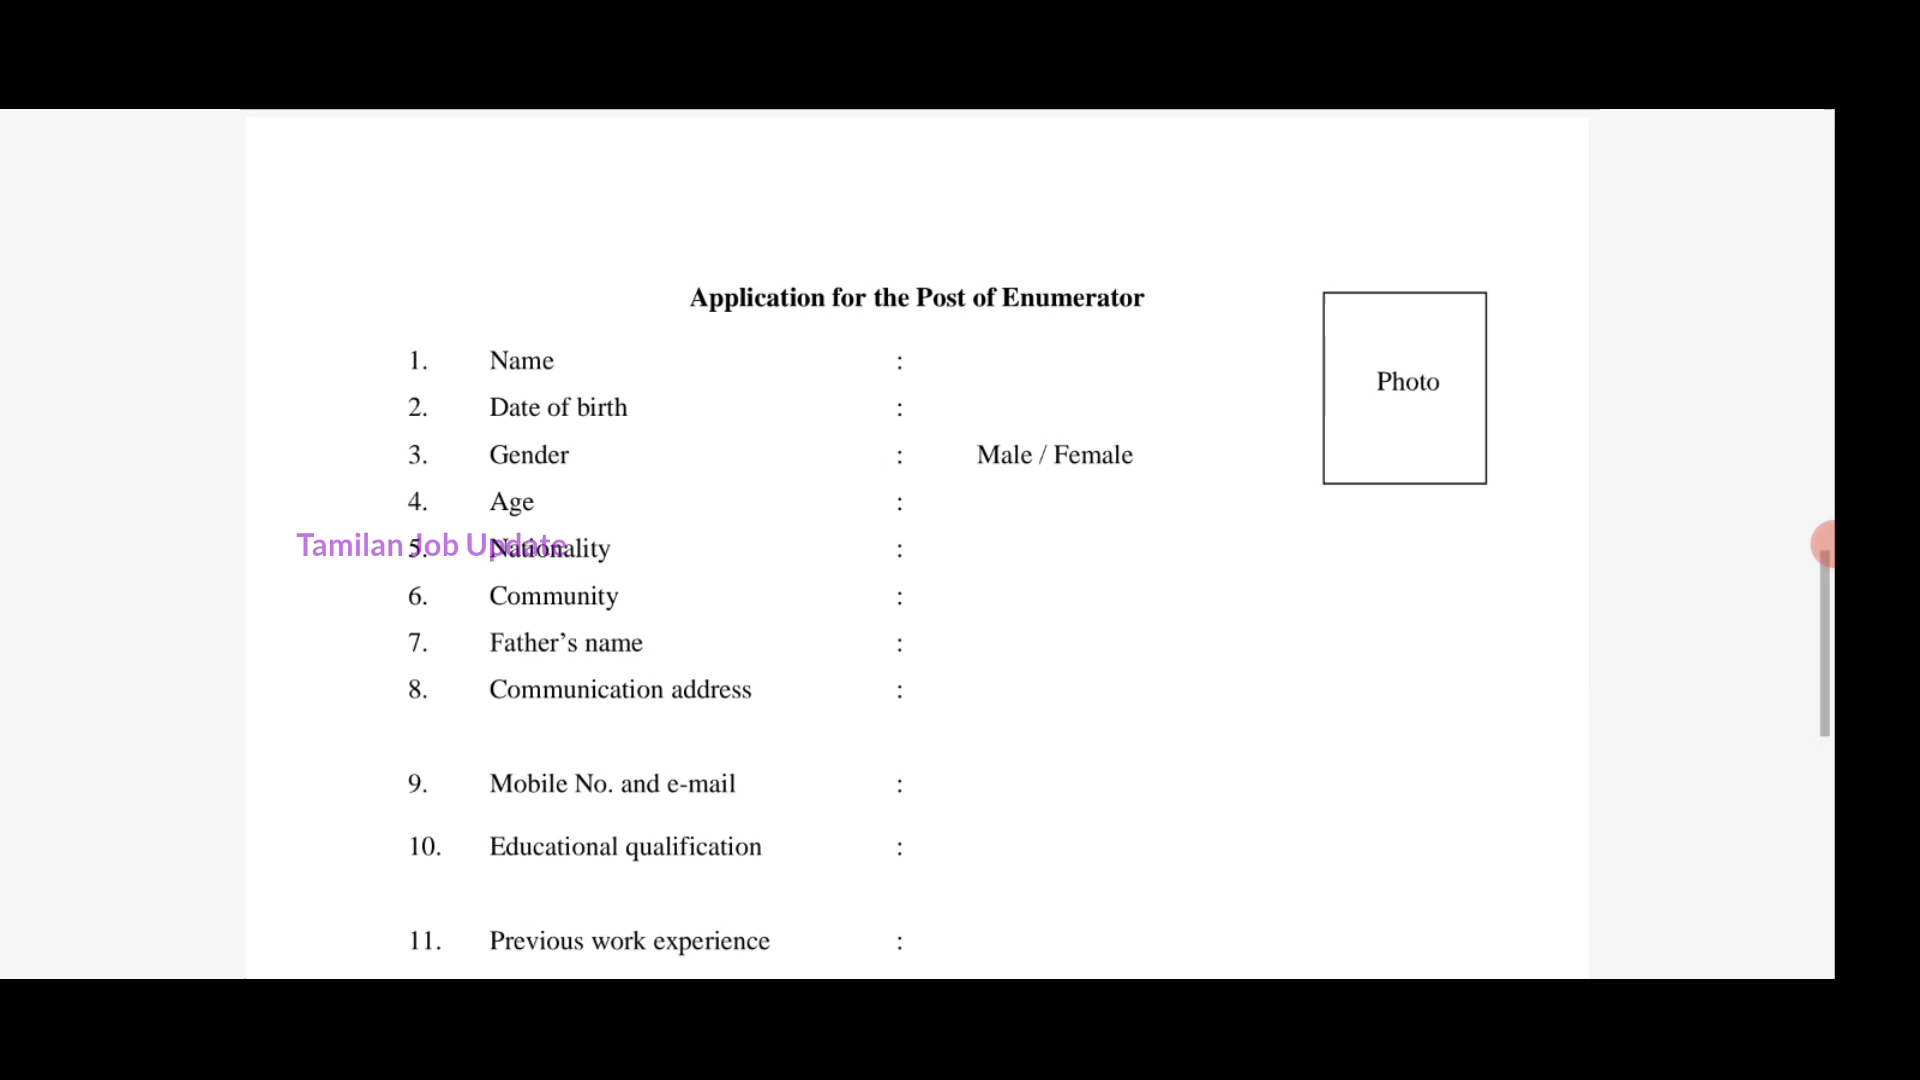 Application for the Post of Enumerator
Photo
1. Name :
2. Date of birth :
3. Gender : Male / Female
4. Age :
Tamilan Job Update
5. Nationality :
6. Community :
7. Father’s name :
8. Communication address :
9. Mobile No. and e-mail :
10. Educational qualification :
11. Previous work experience :